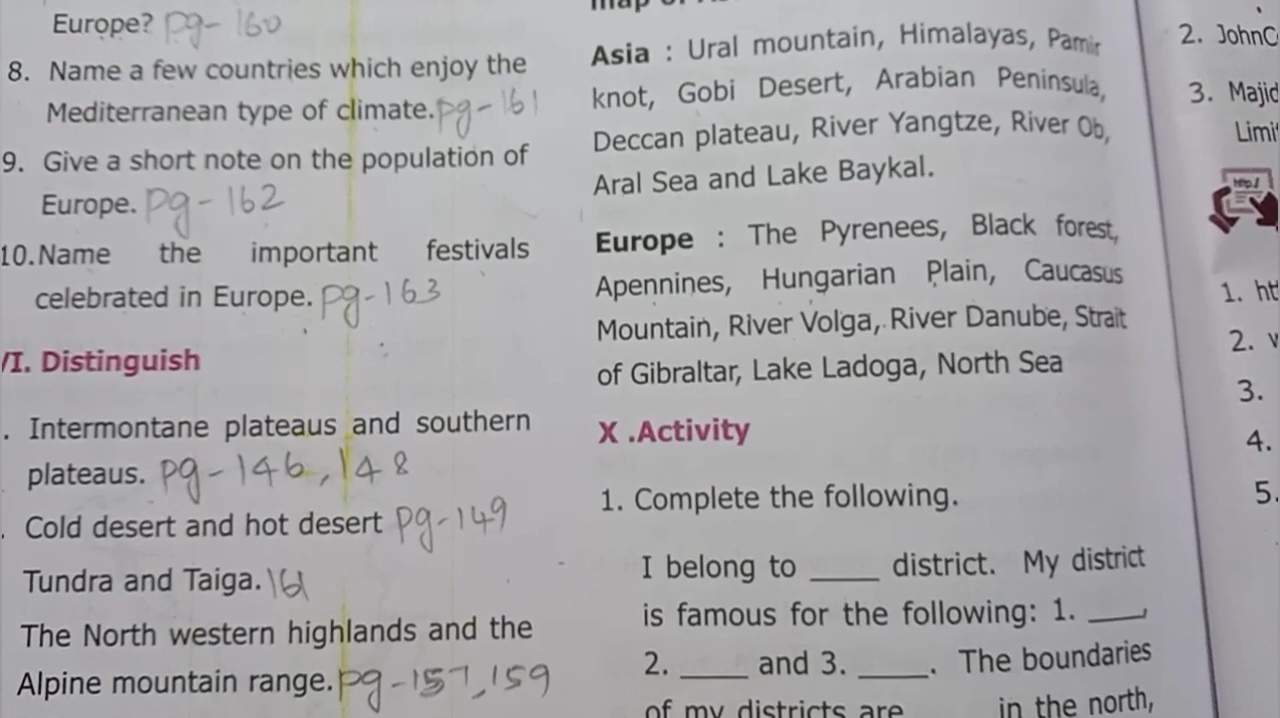 Europe? pg- 160
8. Name a few countries which enjoy the
Mediterranean type of climate. pg-161
9. Give a short note on the population of
Europe. pg-162
10. Name the important festivals
celebrated in Europe. pg-163
VI. Distinguish
. Intermontane plateaus and southern
plateaus. pg-146, 148
. Cold desert and hot desert pg-149
Tundra and Taiga. 161
The North western highlands and the
Alpine mountain range. pg-157, 159
Asia : Ural mountain, Himalayas, Pamir
knot, Gobi Desert, Arabian Peninsula,
Deccan plateau, River Yangtze, River Ob,
Aral Sea and Lake Baykal.
Europe : The Pyrenees, Black forest,
Apennines, Hungarian Plain, Caucasus
Mountain, River Volga, River Danube, Strait
of Gibraltar, Lake Ladoga, North Sea
X .Activity
1. Complete the following.
I belong to ____ district. My district
is famous for the following: 1. ____,
2. ____ and 3. ____. The boundaries
of my districts are ____ in the north,
2. JohnC
3. Majid
Limi
http://
1. ht
2.
3.
4.
5.